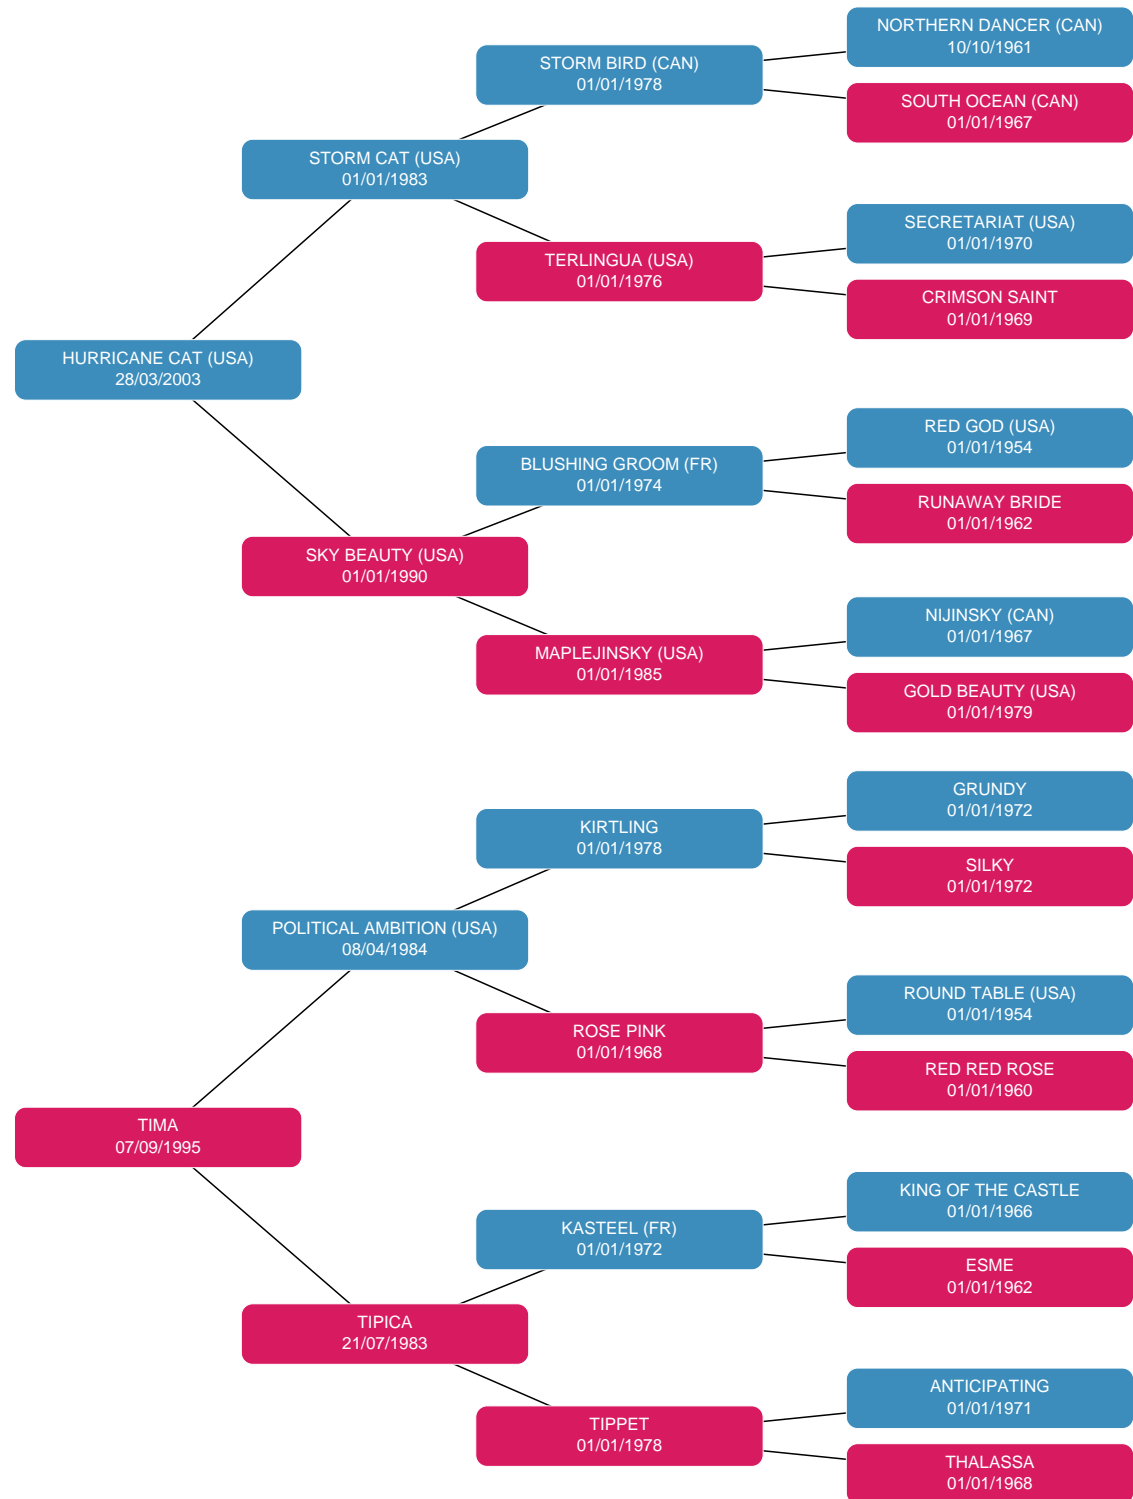 NORTHERN DANCER (CAN)
10/10/1961
STORM BIRD (CAN)
01/01/1978
SOUTH OCEAN (CAN)
01/01/1967
STORM CAT (USA)
01/01/1983
SECRETARIAT (USA)
01/01/1970
TERLINGUA (USA)
01/01/1976
CRIMSON SAINT
01/01/1969
HURRICANE CAT (USA)
28/03/2003
RED GOD (USA)
01/01/1954
BLUSHING GROOM (FR)
01/01/1974
RUNAWAY BRIDE
01/01/1962
SKY BEAUTY (USA)
01/01/1990
NIJINSKY (CAN)
01/01/1967
MAPLEJINSKY (USA)
01/01/1985
GOLD BEAUTY (USA)
01/01/1979
GRUNDY
01/01/1972
KIRTLING
01/01/1978
SILKY
01/01/1972
POLITICAL AMBITION (USA)
08/04/1984
ROUND TABLE (USA)
01/01/1954
ROSE PINK
01/01/1968
RED RED ROSE
01/01/1960
TIMA
07/09/1995
KING OF THE CASTLE
01/01/1966
KASTEEL (FR)
01/01/1972
ESME
01/01/1962
TIPICA
21/07/1983
ANTICIPATING
01/01/1971
TIPPET
01/01/1978
THALASSA
01/01/1968